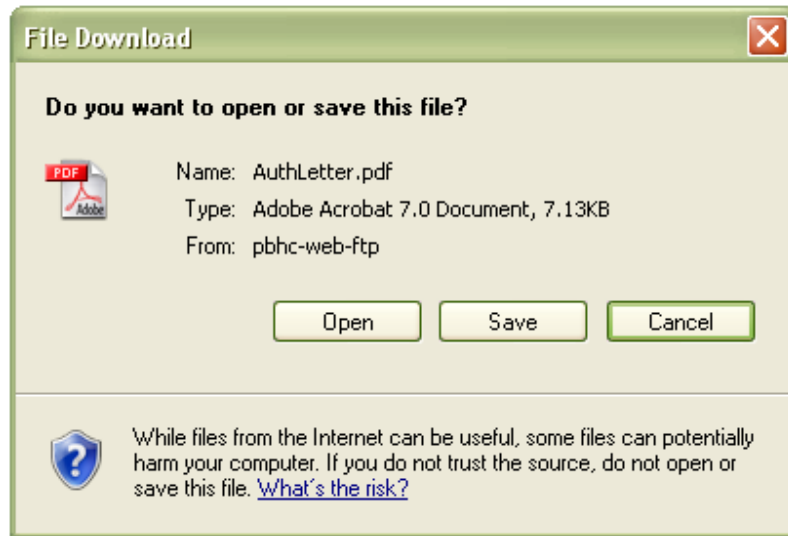 File Download
Do you want to open or save this file?
PDF
Adobe
Name: AuthLetter.pdf
Type: Adobe Acrobat 7.0 Document, 7.13KB
From: pbhc-web-ftp
Open Save Cancel
While files from the Internet can be useful, some files can potentially
harm your computer. If you do not trust the source, do not open or
save this file. What's the risk?